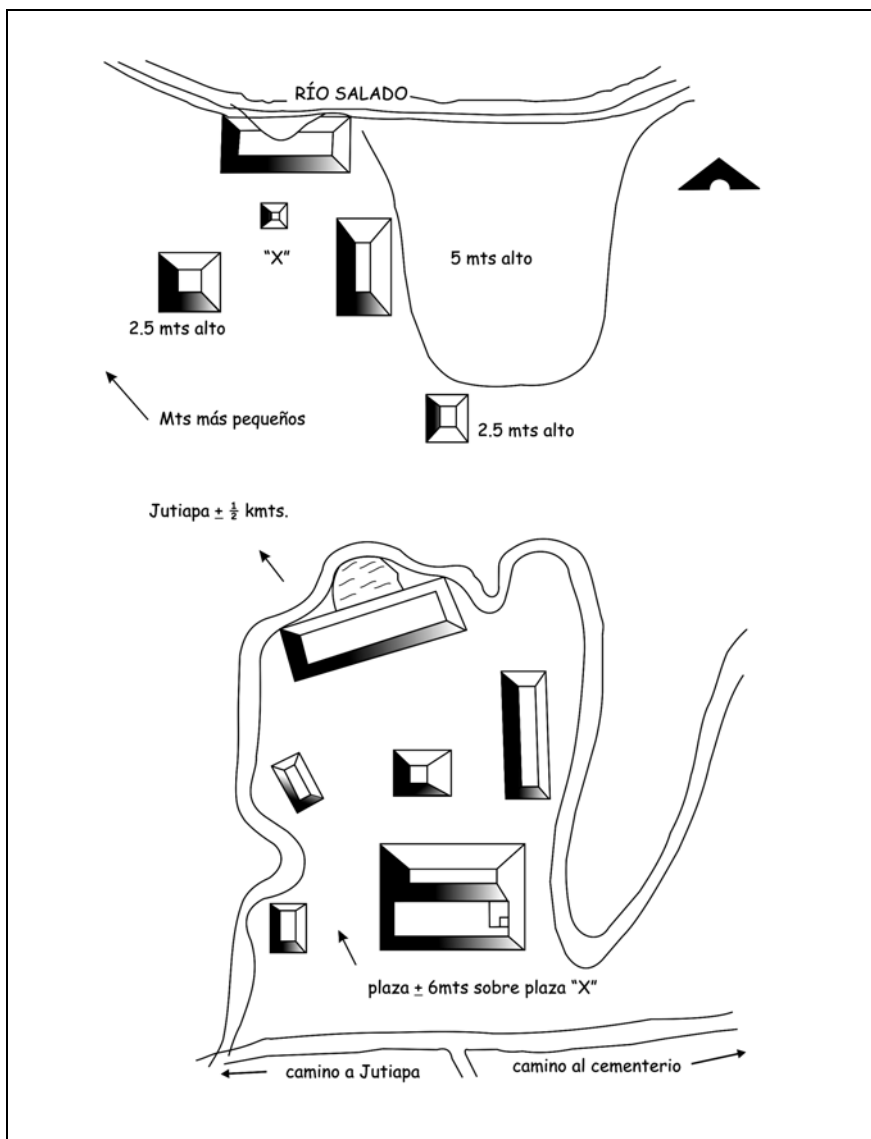 RÍO SALADO
5 mts alto
"X"
2.5 mts alto
Mts más pequeños
2.5 mts alto
Jutiapa ± ½ kmts.
plaza ± 6mts sobre plaza "X"
camino a Jutiapa
camino al cementerio